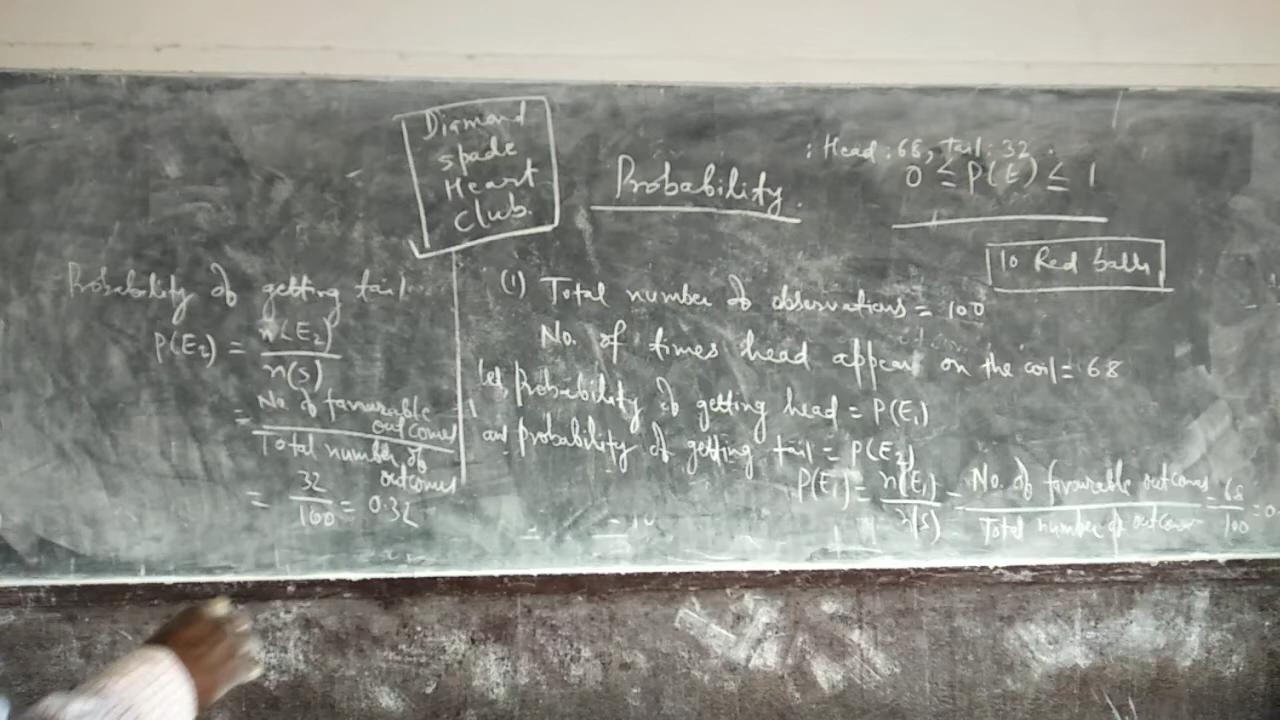 Diamond
Spade
Heart
Club.
Probability.
: Head : 68, tail : 32.
0 ≤ P(E) ≤ 1
10 Red balls
(1) Total number of observations = 100
No. of times head appear on the coil = 68
Let, Probability of getting head = P(E₁)
and probability of getting tail = P(E₂)
P(E₁) = n(E₁)/n(s) = No. of favourable outcomes/Total number of outcomes = 68/100 = 0.
Probability of getting tail
P(E₂) = n(E₂)/n(s)
= No. of favourable outcomes/Total number of outcomes
= 32/100 = 0.32